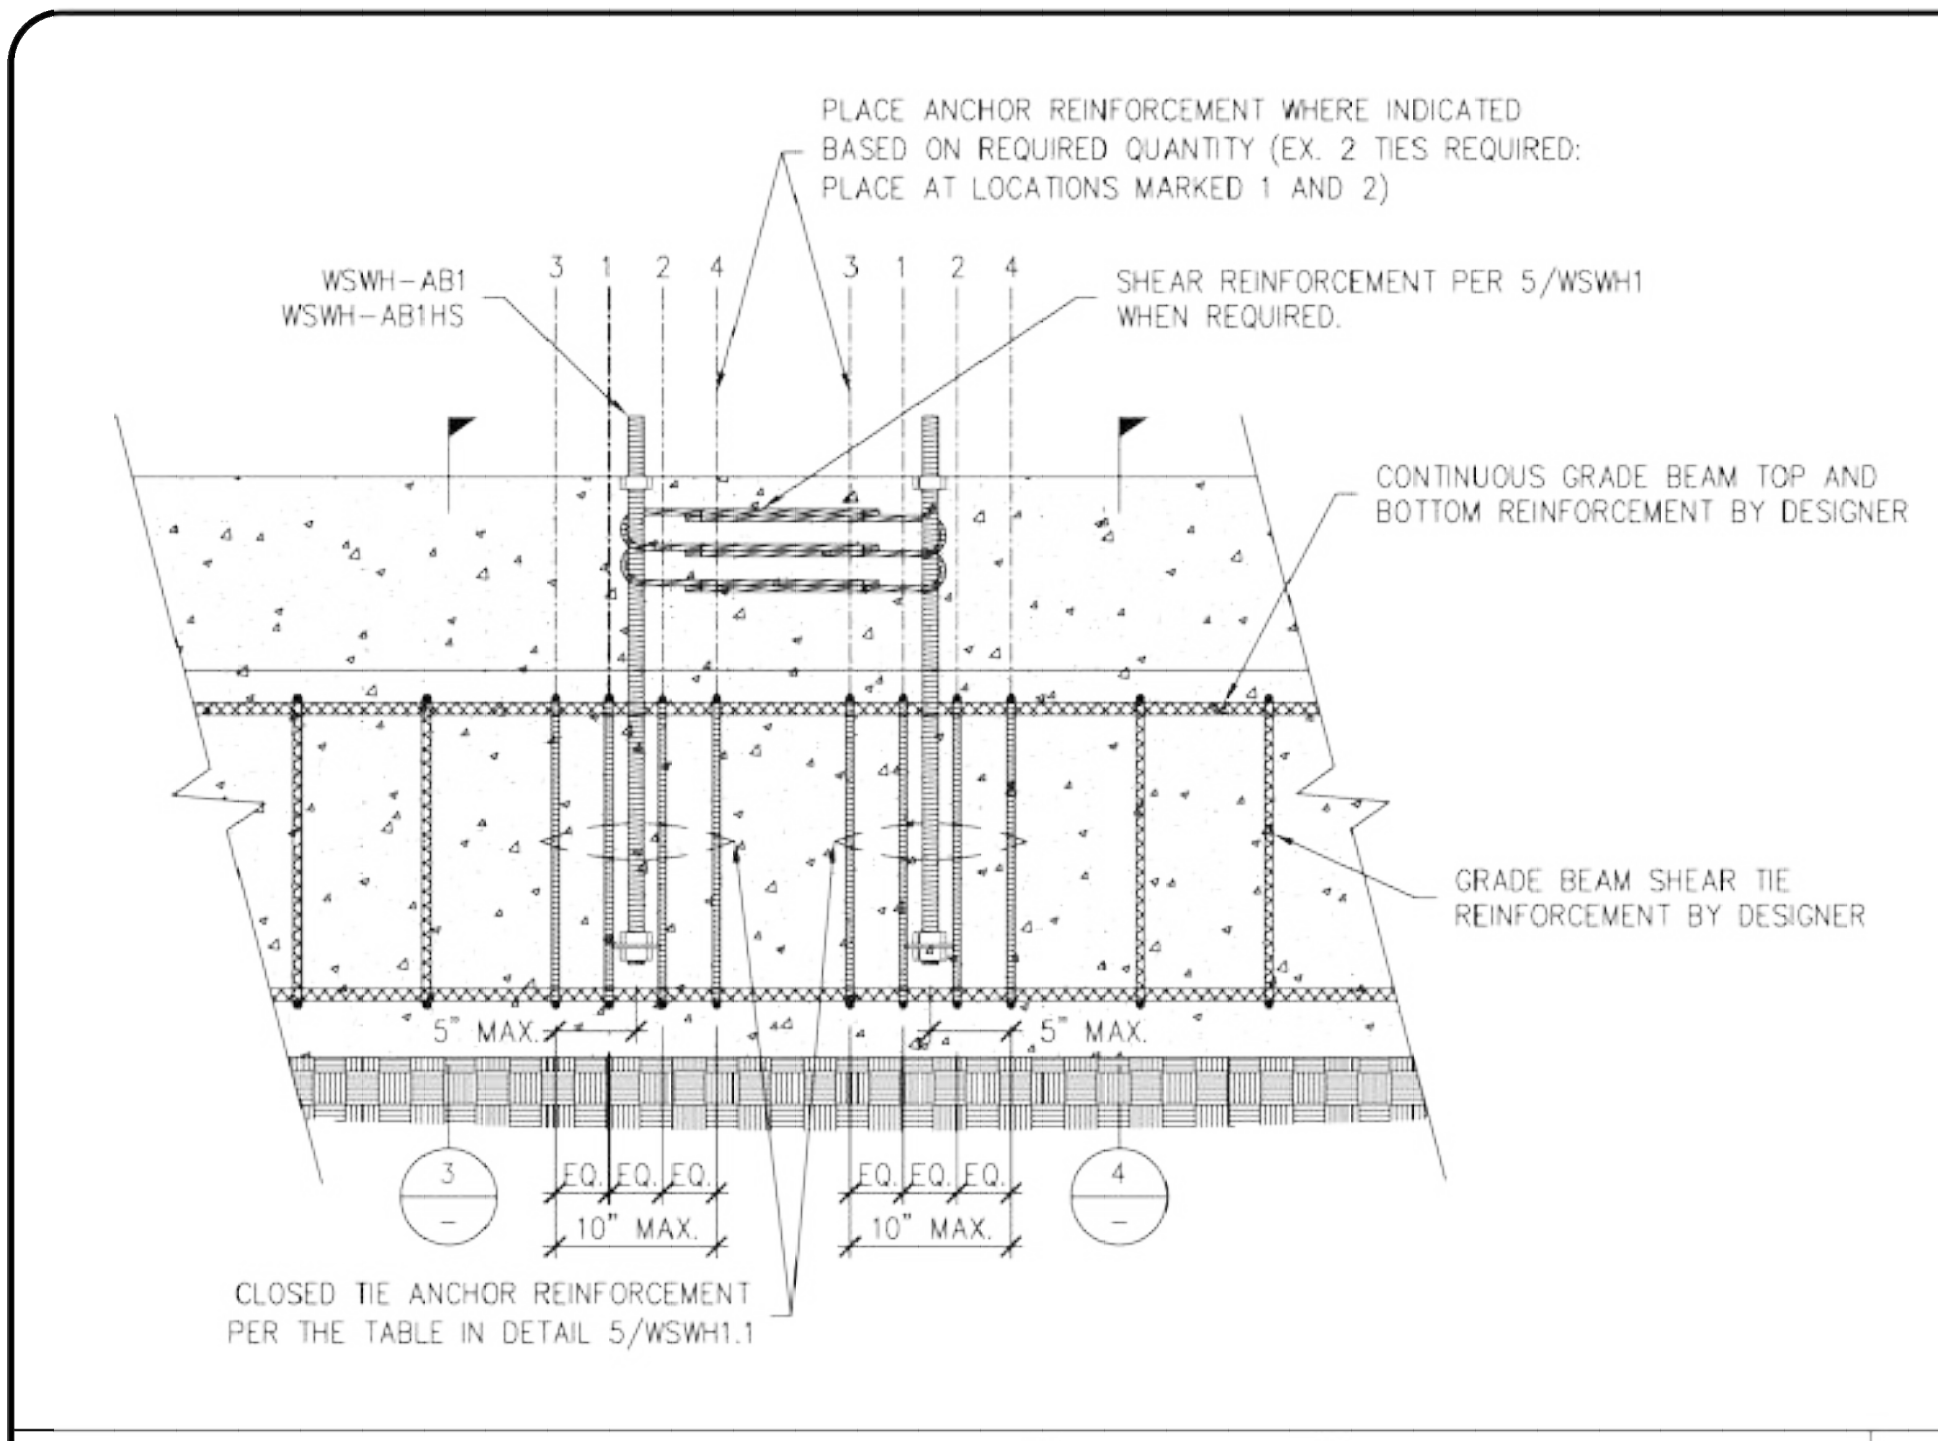 PLACE ANCHOR REINFORCEMENT WHERE INDICATED
BASED ON REQUIRED QUANTITY (EX. 2 TIES REQUIRED:
PLACE AT LOCATIONS MARKED 1 AND 2)
3 1 2 4 3 1 2 4
WSWH-AB1
WSWH-AB1HS
SHEAR REINFORCEMENT PER 5/WSWH1
WHEN REQUIRED.
CONTINUOUS GRADE BEAM TOP AND
BOTTOM REINFORCEMENT BY DESIGNER
GRADE BEAM SHEAR TIE
REINFORCEMENT BY DESIGNER
5" MAX. 5" MAX.
3
-
EQ. EQ. EQ. EQ. EQ. EQ.
4
-
10" MAX. 10" MAX.
CLOSED TIE ANCHOR REINFORCEMENT
PER THE TABLE IN DETAIL 5/WSWH1.1